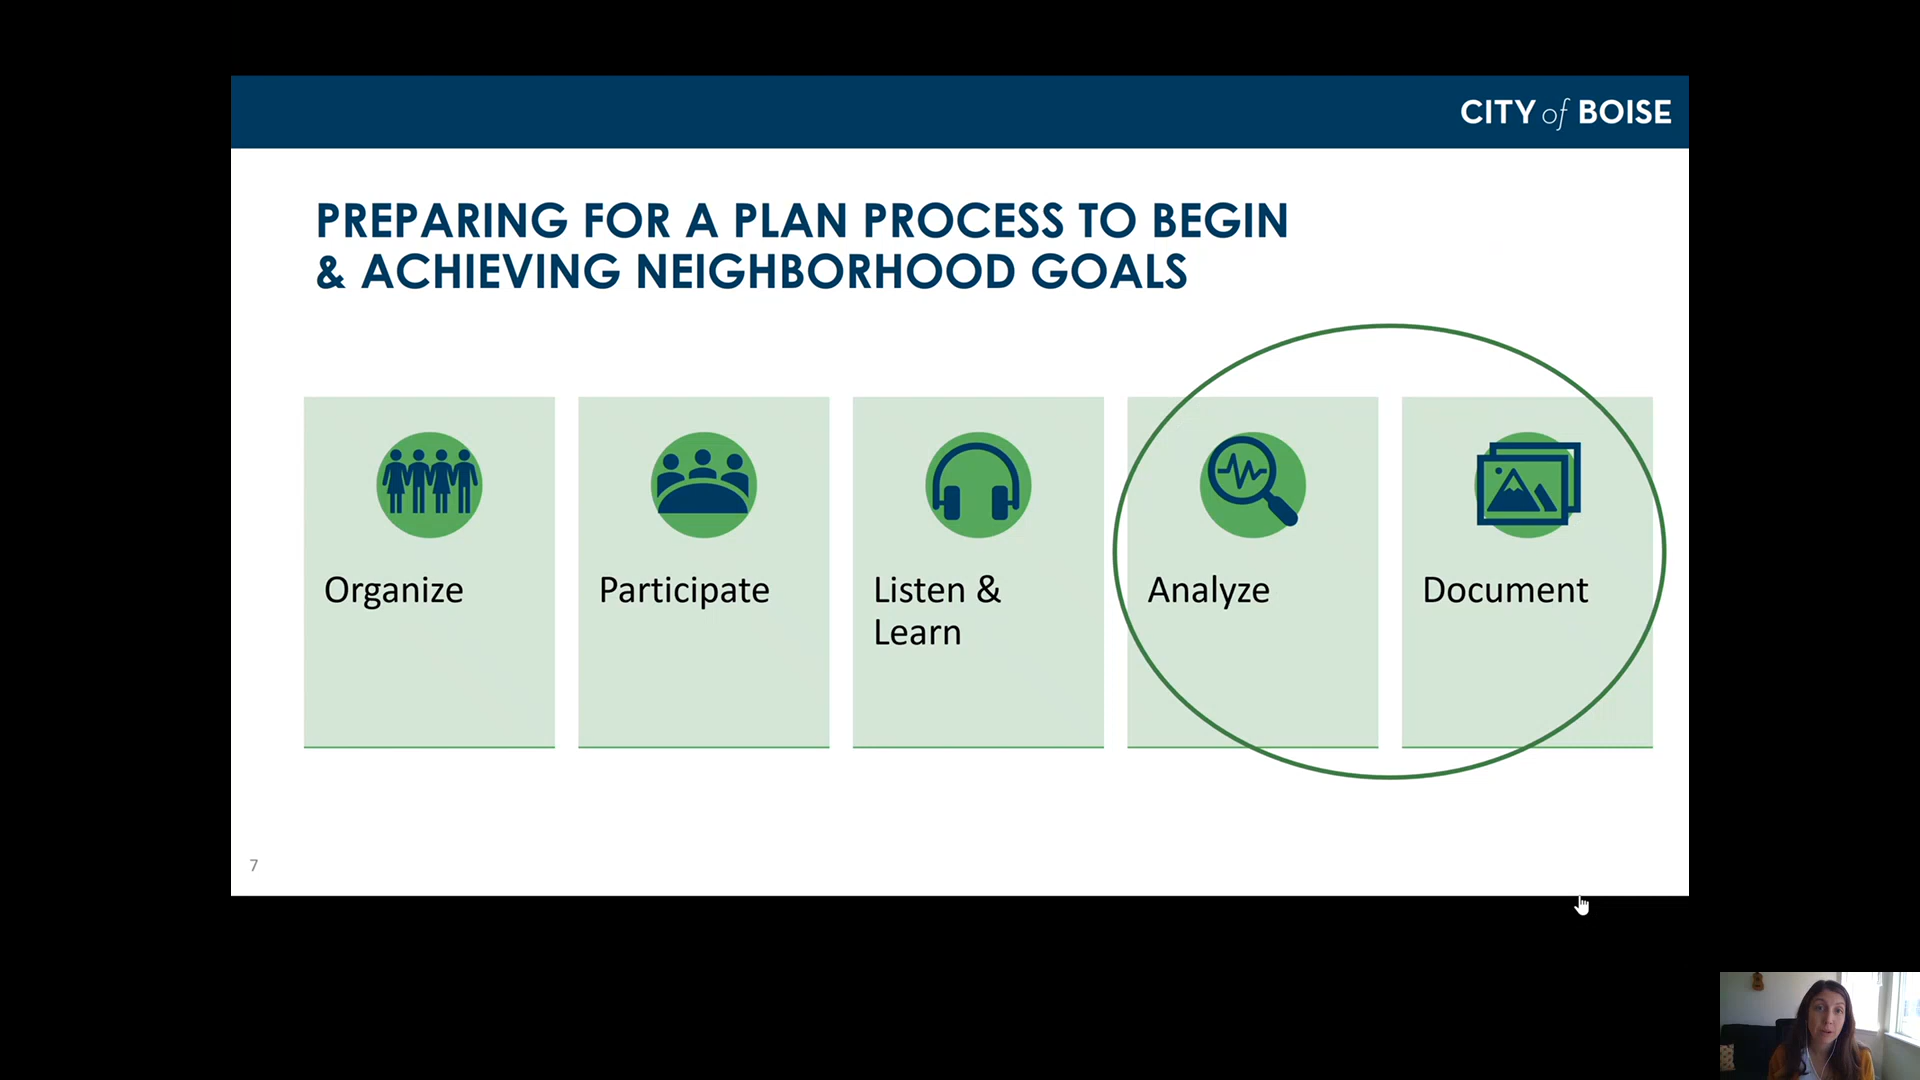 CITY of BOISE
PREPARING FOR A PLAN PROCESS TO BEGIN
& ACHIEVING NEIGHBORHOOD GOALS
Organize
Participate
Listen &
Learn
Analyze
Document
7